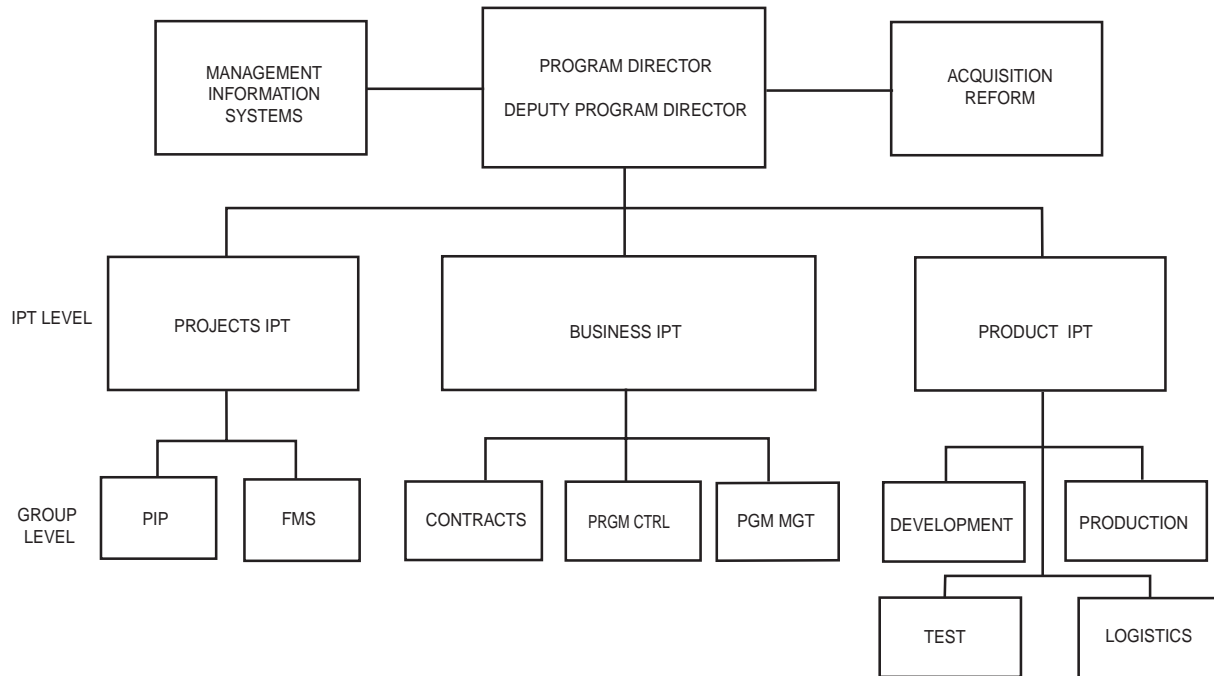 MANAGEMENT
INFORMATION
SYSTEMS
PROGRAM DIRECTOR
DEPUTY PROGRAM DIRECTOR
ACQUISITION
REFORM
IPT LEVEL
PROJECTS IPT
BUSINESS IPT
PRODUCT IPT
GROUP
LEVEL
PIP
FMS
CONTRACTS
PRGM CTRL
PGM MGT
DEVELOPMENT
PRODUCTION
TEST
LOGISTICS